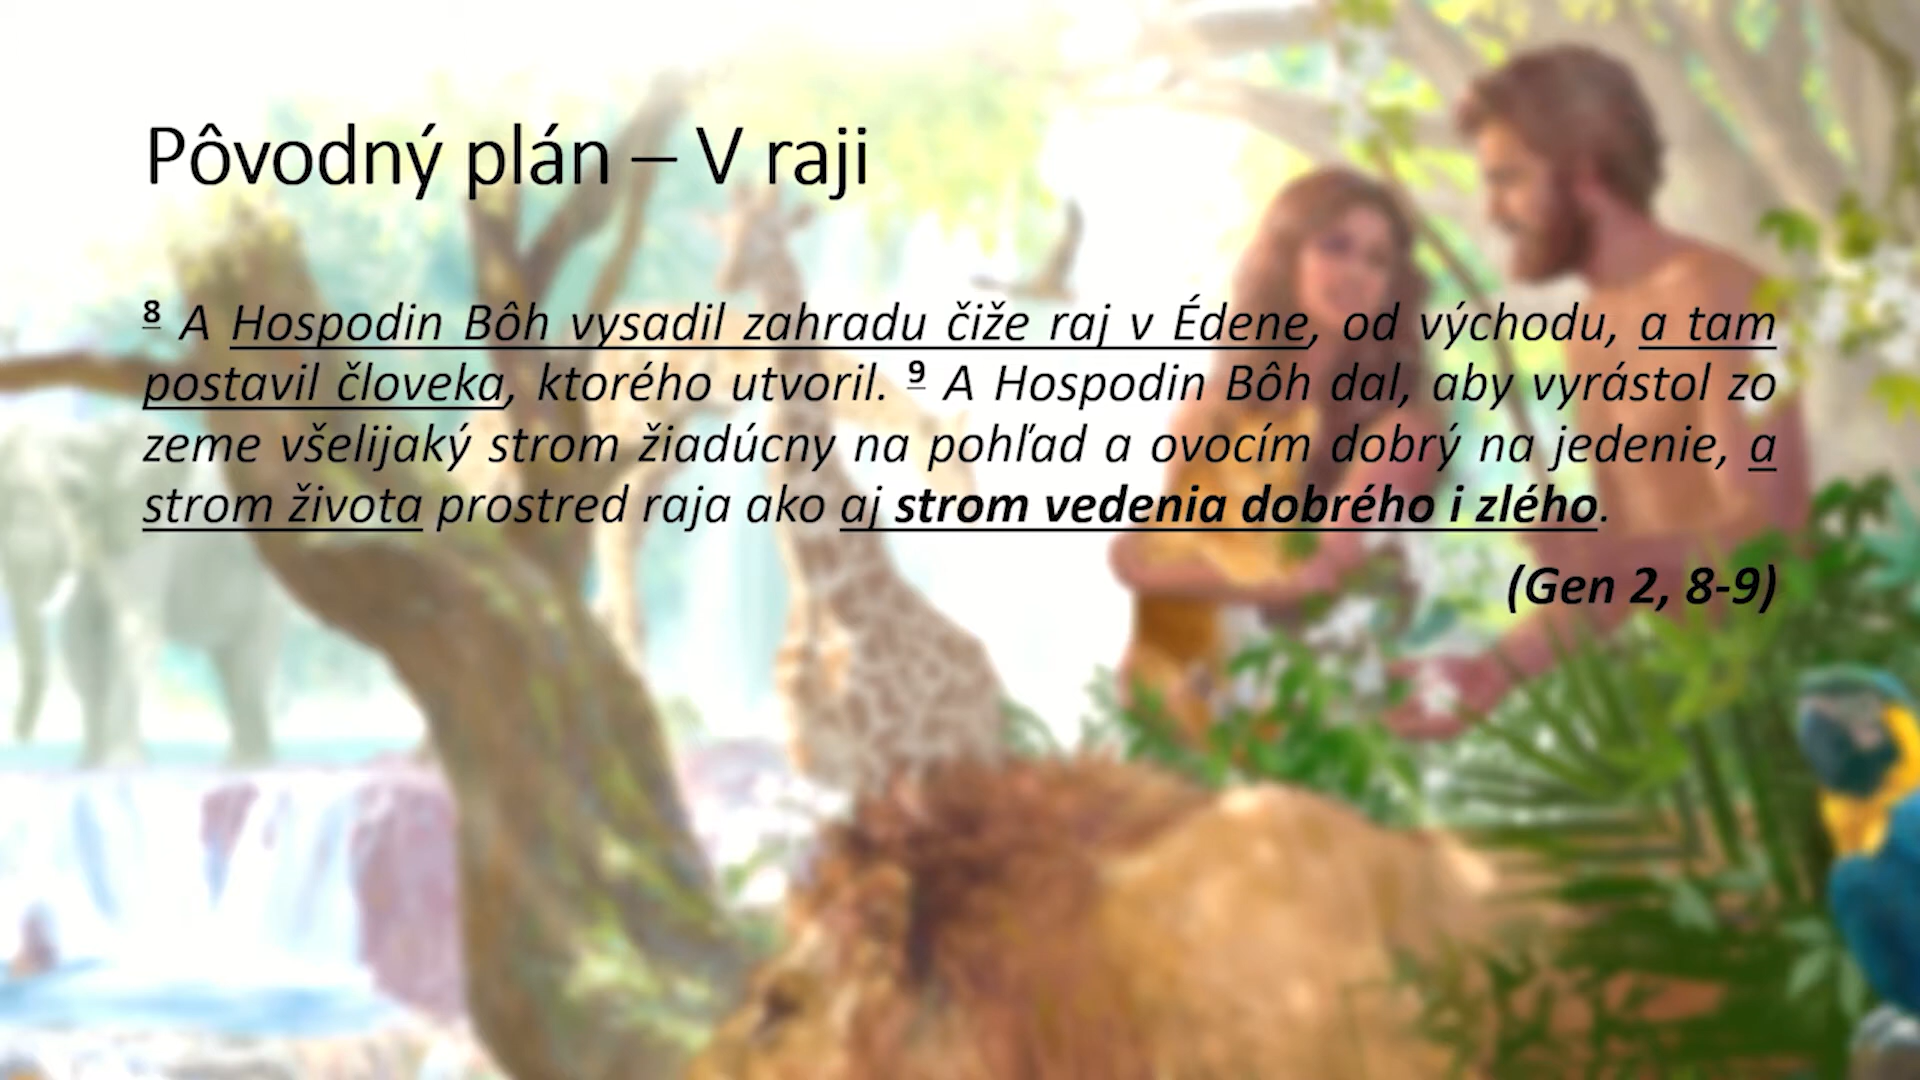 Pôvodný plán – V raji
8 A Hospodin Bôh vysadil zahradu čiže raj v Édene, od východu, a tam
postavil človeka, ktorého utvoril. 9 A Hospodin Bôh dal, aby vyrástol zo
zeme všelijaký strom žiadúcny na pohľad a ovocím dobrý na jedenie, a
strom života prostred raja ako aj strom vedenia dobrého i zlého.
(Gen 2, 8-9)